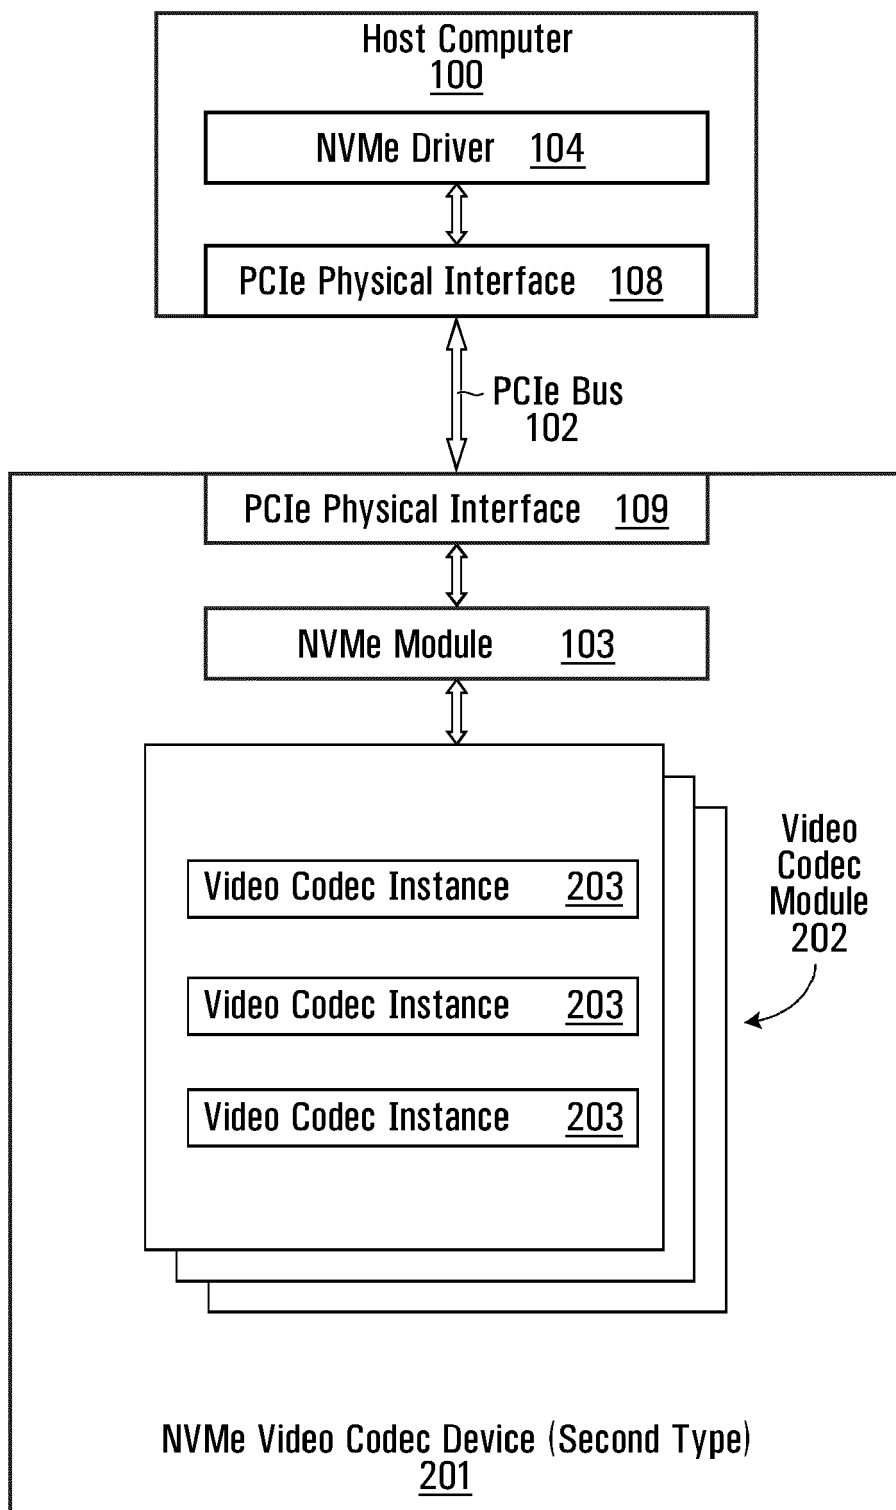 Host Computer
100
NVMe Driver 104
PCIe Physical Interface 108
PCIe Bus
102
PCIe Physical Interface 109
NVMe Module 103
Video Codec Instance 203
Video Codec Instance 203
Video Codec Instance 203
Video
Codec
Module
202
NVMe Video Codec Device (Second Type)
201